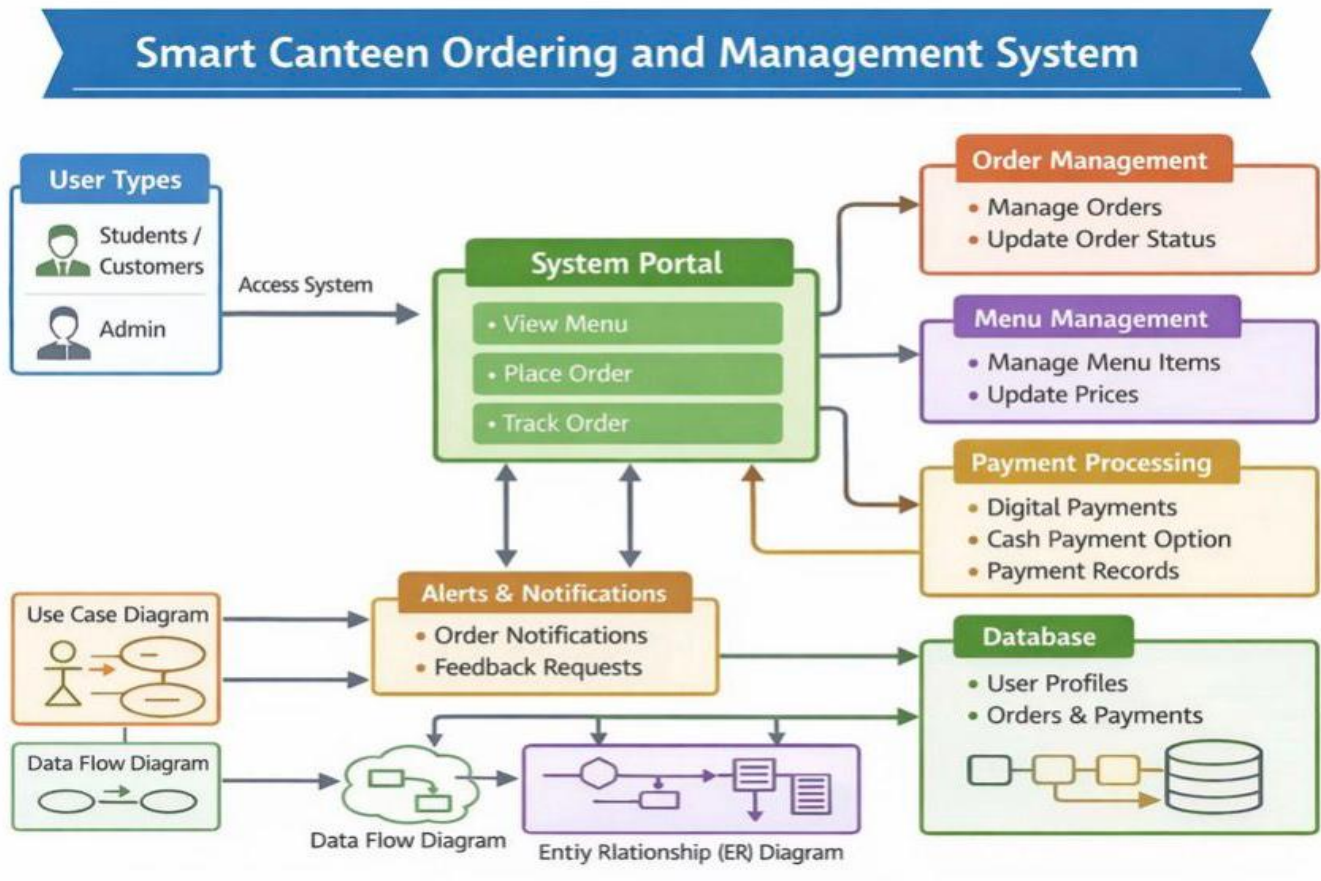 Smart Canteen Ordering and Management System
User Types
Students /
Customers
Admin
Access System
System Portal
• View Menu
• Place Order
• Track Order
Order Management
• Manage Orders
• Update Order Status
Menu Management
• Manage Menu Items
• Update Prices
Payment Processing
• Digital Payments
• Cash Payment Option
• Payment Records
Alerts & Notifications
• Order Notifications
• Feedback Requests
Database
• User Profiles
• Orders & Payments
Use Case Diagram
Data Flow Diagram
Data Flow Diagram
Entiy Rlationship (ER) Diagram